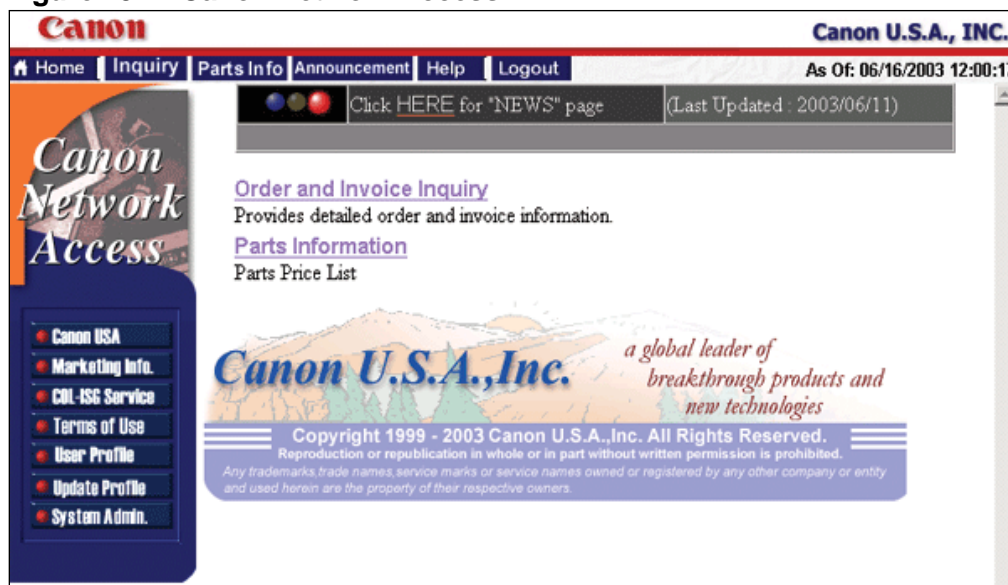 Canon
Canon U.S.A., INC.
Home Inquiry Parts Info Announcement Help Logout
As Of: 06/16/2003 12:00:1
Click HERE for "NEWS" page (Last Updated : 2003/06/11)
Canon
Network
Access
Order and Invoice Inquiry
Provides detailed order and invoice information.
Parts Information
Parts Price List
Canon USA
Marketing Info.
CDL-ISG Service
Terms of Use
User Profile
Update Profile
System Admin.
Canon U.S.A.,Inc.
a global leader of
breakthrough products and
new technologies
Copyright 1999 - 2003 Canon U.S.A.,Inc. All Rights Reserved.
Reproduction or republication in whole or in part without written permission is prohibited.
Any trademarks,trade names,service marks or service names owned or registered by any other company or entity
and used herein are the property of their respective owners.